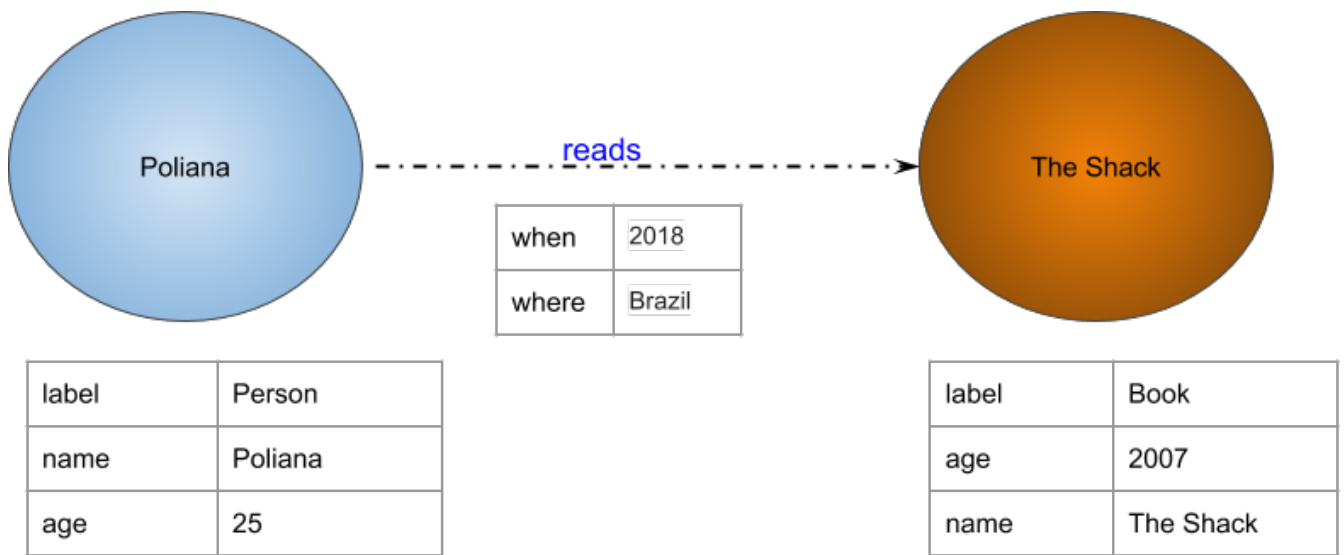 Poliana
reads
The Shack
when 2018
where Brazil
label Person
name Poliana
age 25
label Book
age 2007
name The Shack